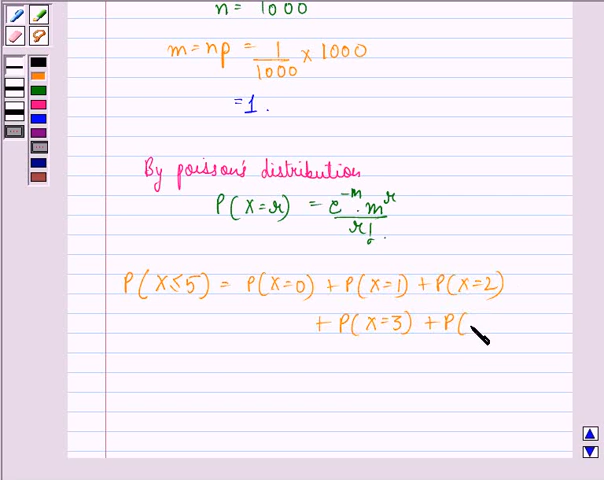 n = 1000
m = np = 1/1000 × 1000
= 1.
By poisson's distribution
P(X=r) = e^-m . m^r / r!.
P(X≤5) = P(X=0) + P(X=1) + P(X=2)
+ P(X=3) + P(